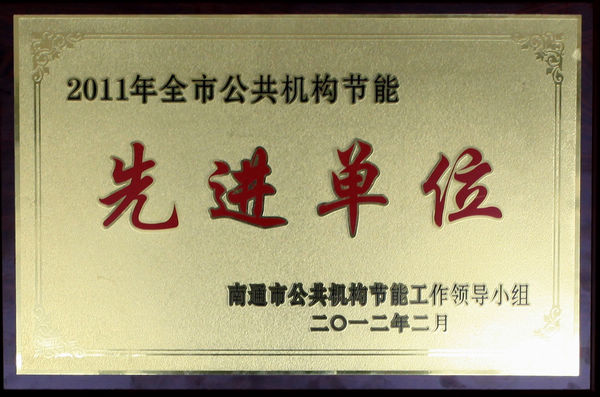 2011年全市公共机构节能
先进单位
南通市公共机构节能工作领导小组
二〇一二年二月